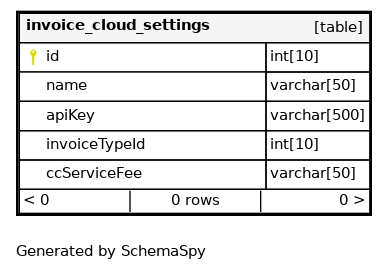 invoice_cloud_settings [table]
id int[10]
name varchar[50]
apiKey varchar[500]
invoiceTypeId int[10]
ccServiceFee varchar[50]
< 0 0 rows 0 >
Generated by SchemaSpy